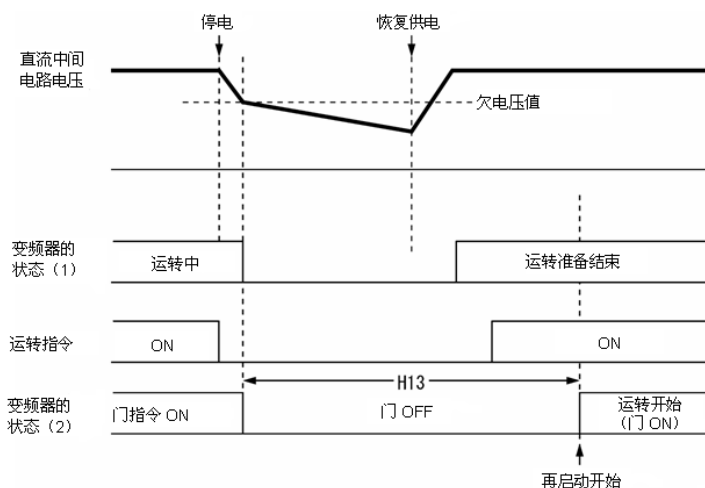 停电
恢复供电
直流中间
电路电压
欠电压值
变频器的
状态（1）
运转中
运转准备结束
运转指令
ON
ON
H13
变频器的
状态（2）
门指令 ON
门 OFF
运转开始
(门 ON)
再启动开始